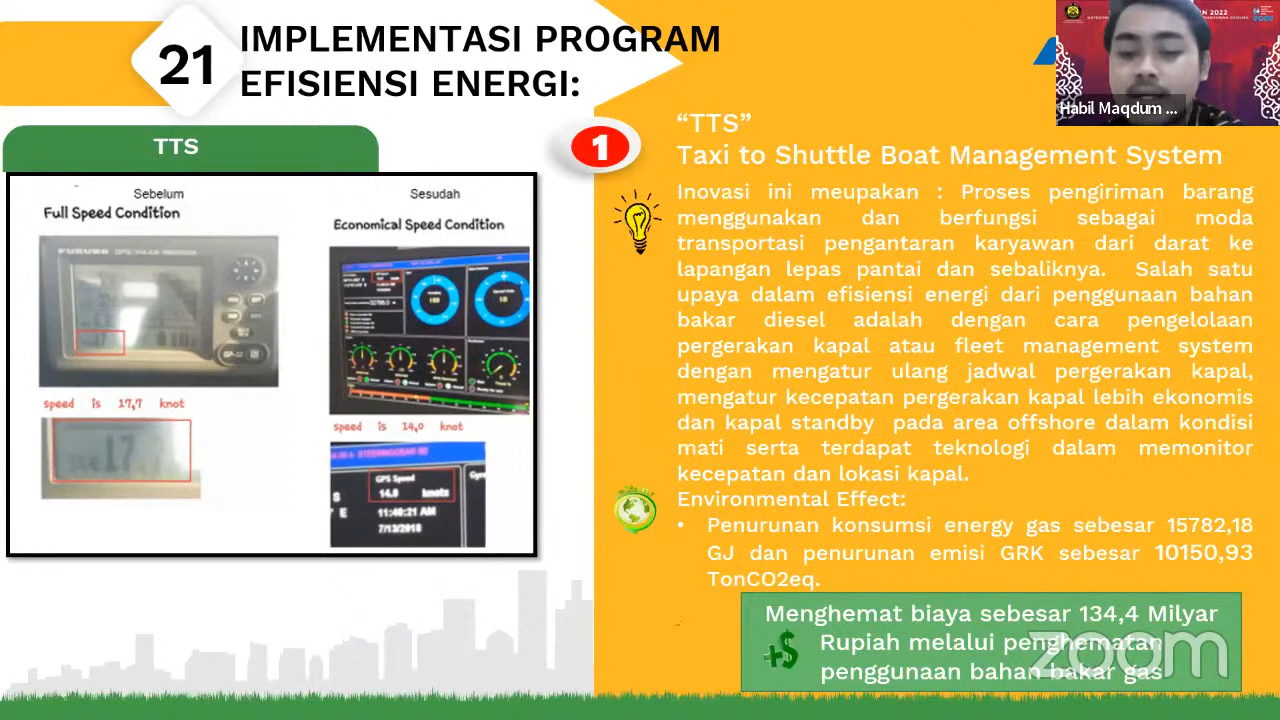 21
IMPLEMENTASI PROGRAM
EFISIENSI ENERGI:
TTS
Sebelum
Full Speed Condition
FURUNO
speed is 17,7 knot
17
Sesudah
Economical Speed Condition
speed is 14,0 knot
GPS Speed
14.0 knots
11:40:21 AM
7/13/2018
1
“TTS”
Taxi to Shuttle Boat Management System
Inovasi ini meupakan : Proses pengiriman barang
menggunakan dan berfungsi sebagai moda
transportasi pengantaran karyawan dari darat ke
lapangan lepas pantai dan sebaliknya. Salah satu
upaya dalam efisiensi energi dari penggunaan bahan
bakar diesel adalah dengan cara pengelolaan
pergerakan kapal atau fleet management system
dengan mengatur ulang jadwal pergerakan kapal,
mengatur kecepatan pergerakan kapal lebih ekonomis
dan kapal standby pada area offshore dalam kondisi
mati serta terdapat teknologi dalam memonitor
kecepatan dan lokasi kapal.
Environmental Effect:
• Penurunan konsumsi energy gas sebesar 15782,18
GJ dan penurunan emisi GRK sebesar 10150,93
TonCO2eq.
Menghemat biaya sebesar 134,4 Milyar
Rupiah melalui penghematan
penggunaan bahan bakar gas
+$
zoom
Habil Maqdum ...